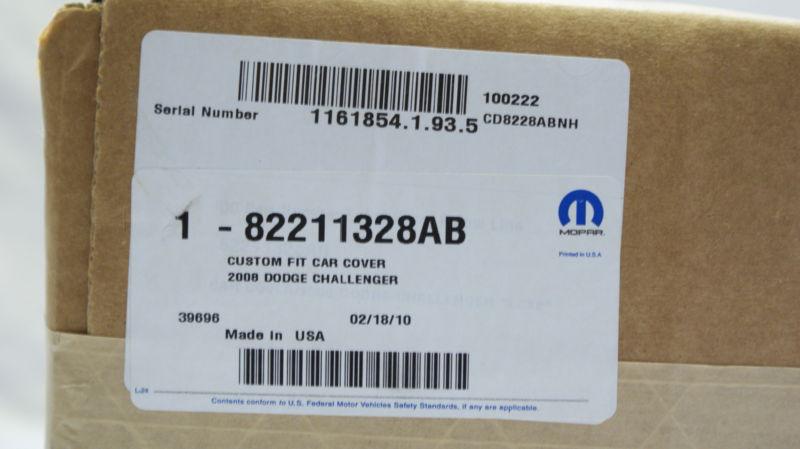 100222
Serial Number 1161854.1.93.5 CD8228ABNH
1 - 82211328AB
MOPAR
CUSTOM FIT CAR COVER
2008 DODGE CHALLENGER
Printed in U.S.A
39696 02/18/10
Made In USA
L-24
Contents conform to U.S. Federal Motor Vehicles Safety Standards, if any are applicable.